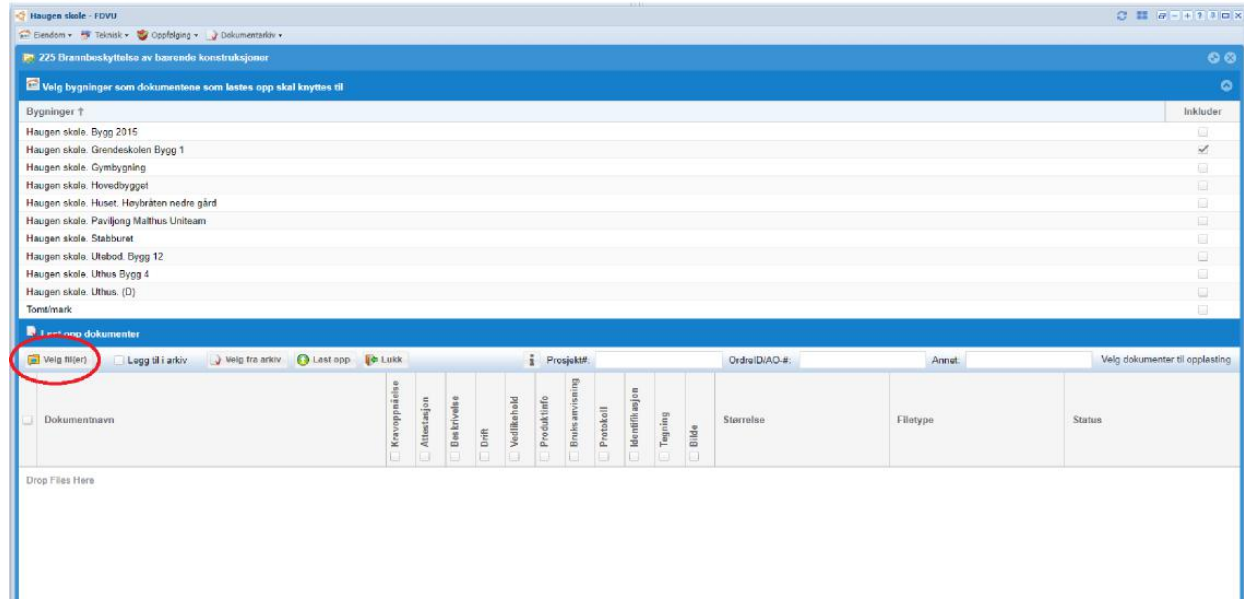 Haugen skole - FDVU
Eiendom Teknisk Oppfølging Dokumentarkiv
225 Brannbeskyttelse av bærende konstruksjoner
Velg bygninger som dokumentene som lastes opp skal knyttes til
Bygninger ↑ Inkluder
Haugen skole. Bygg 2015
Haugen skole. Grendeskolen Bygg 1
Haugen skole. Gymbygning
Haugen skole. Hovedbygget
Haugen skole. Huset. Høybråten nedre gård
Haugen skole. Paviljong Malthus Uniteam
Haugen skole. Stabburet
Haugen skole. Utebod. Bygg 12
Haugen skole. Uthus Bygg 4
Haugen skole. Uthus. (D)
Tomt/mark
Last opp dokumenter
Velg fil(er) Legg til i arkiv Velg fra arkiv Last opp Lukk i Prosjekt#: OrdreID/AO-#: Annet: Velg dokumenter til opplasting
Dokumentnavn Kravoppnåelse Attestasjon Beskrivelse Drift Vedlikehold Produktinfo Bruksanvisning Protokoll Identifikasjon Tegning Bilde Størrelse Filetype Status
Drop Files Here